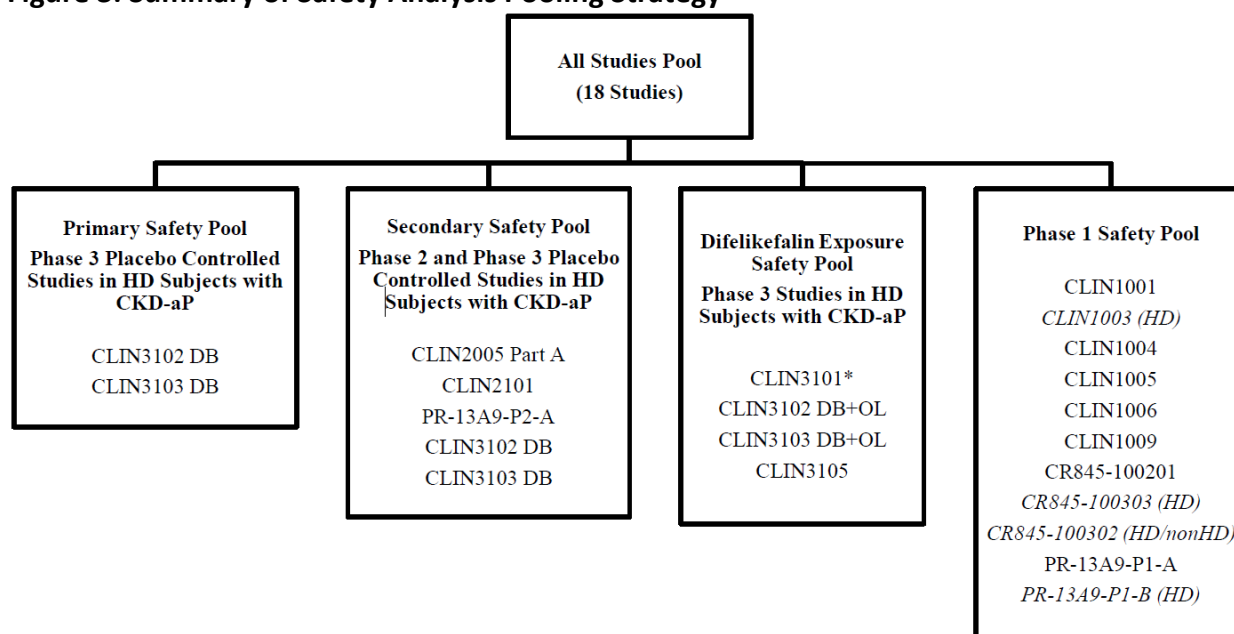 All Studies Pool
(18 Studies)
Primary Safety Pool
Phase 3 Placebo Controlled
Studies in HD Subjects with
CKD-aP
CLIN3102 DB
CLIN3103 DB
Secondary Safety Pool
Phase 2 and Phase 3 Placebo
Controlled Studies in HD
Subjects with CKD-aP
CLIN2005 Part A
CLIN2101
PR-13A9-P2-A
CLIN3102 DB
CLIN3103 DB
Difelikefalin Exposure
Safety Pool
Phase 3 Studies in HD
Subjects with CKD-aP
CLIN3101*
CLIN3102 DB+OL
CLIN3103 DB+OL
CLIN3105
Phase 1 Safety Pool
CLIN1001
CLIN1003 (HD)
CLIN1004
CLIN1005
CLIN1006
CLIN1009
CR845-100201
CR845-100303 (HD)
CR845-100302 (HD/nonHD)
PR-13A9-P1-A
PR-13A9-P1-B (HD)